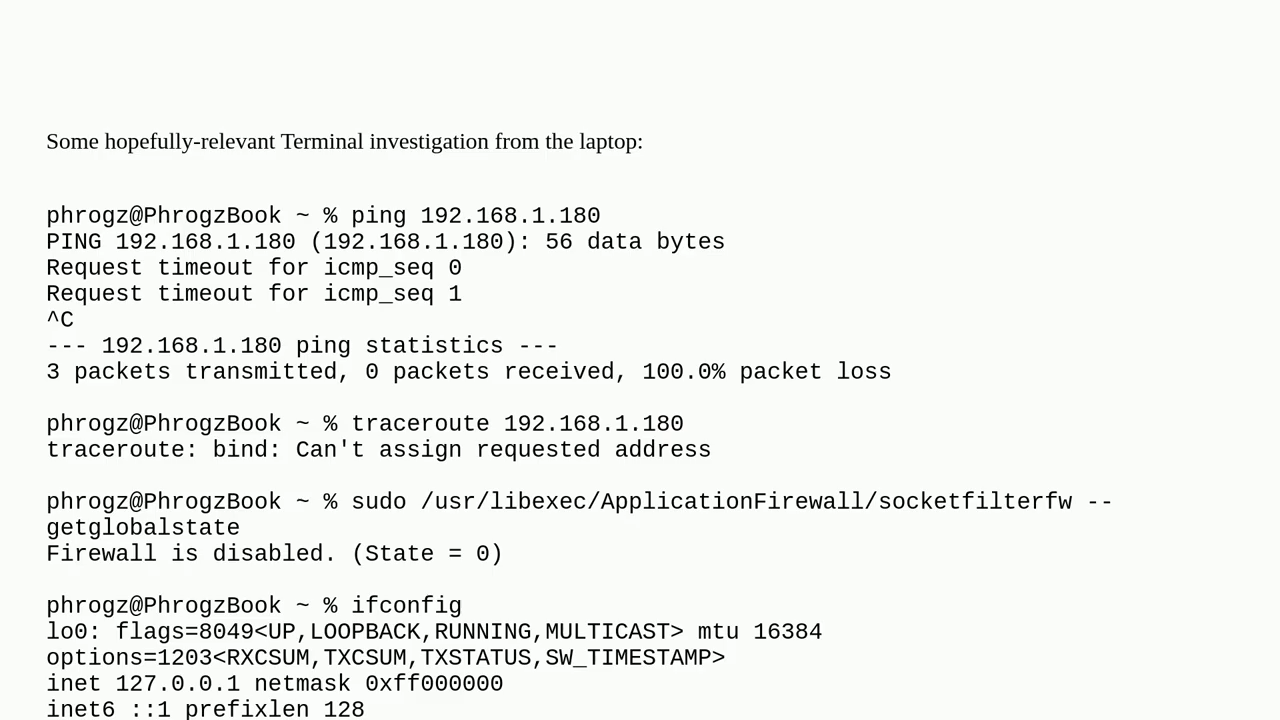 Some hopefully-relevant Terminal investigation from the laptop:
phrogz@PhrogzBook ~ % ping 192.168.1.180
PING 192.168.1.180 (192.168.1.180): 56 data bytes
Request timeout for icmp_seq 0
Request timeout for icmp_seq 1
^C
--- 192.168.1.180 ping statistics ---
3 packets transmitted, 0 packets received, 100.0% packet loss
phrogz@PhrogzBook ~ % traceroute 192.168.1.180
traceroute: bind: Can't assign requested address
phrogz@PhrogzBook ~ % sudo /usr/libexec/ApplicationFirewall/socketfilterfw --
getglobalstate
Firewall is disabled. (State = 0)
phrogz@PhrogzBook ~ % ifconfig
lo0: flags=8049<UP,LOOPBACK,RUNNING,MULTICAST> mtu 16384
options=1203<RXCSUM,TXCSUM,TXSTATUS,SW_TIMESTAMP>
inet 127.0.0.1 netmask 0xff000000
inet6 ::1 prefixlen 128